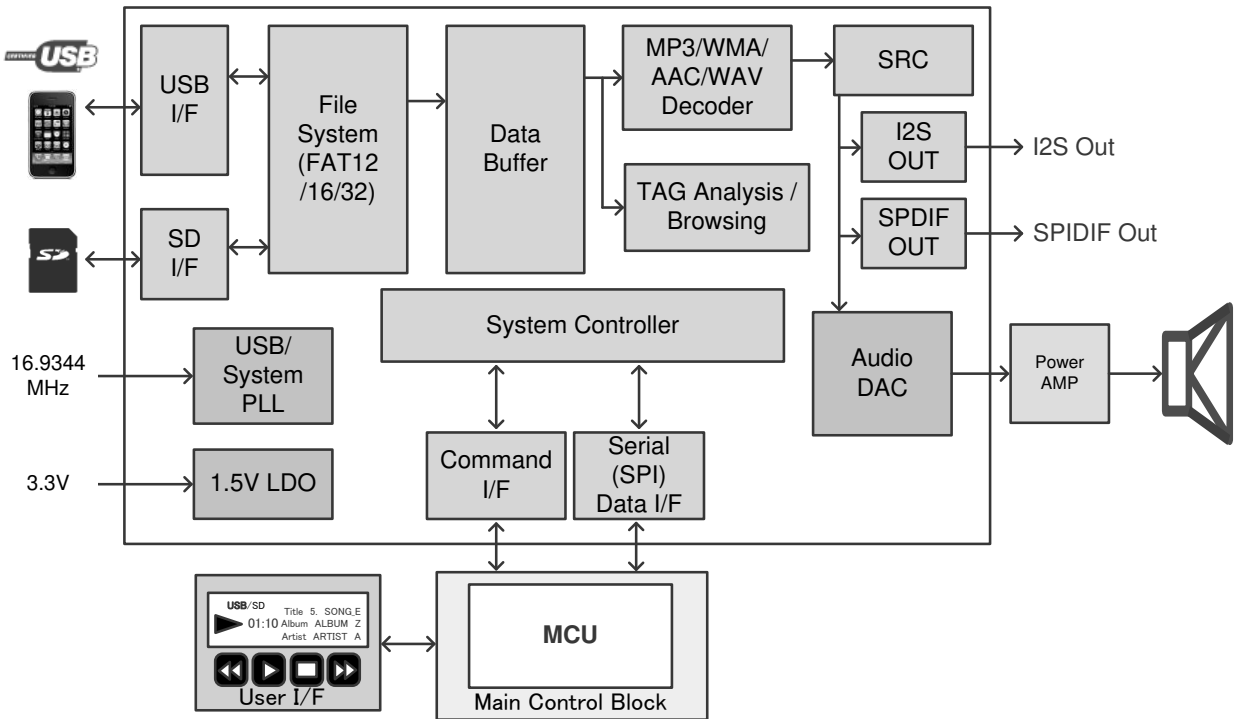 CERTIFIED USB
USB
I/F
File
System
(FAT12
/16/32)
Data
Buffer
MP3/WMA/
AAC/WAV
Decoder
SRC
I2S
OUT
I2S Out
TAG Analysis /
Browsing
SPDIF
OUT
SPIDIF Out
SD
SD
I/F
System Controller
16.9344
MHz
USB/
System
PLL
Audio
DAC
Power
AMP
3.3V
1.5V LDO
Command
I/F
Serial
(SPI)
Data I/F
USB/SD
Title 5. SONG_E
01:10 Album ALBUM Z
Artist ARTIST A
User I/F
MCU
Main Control Block